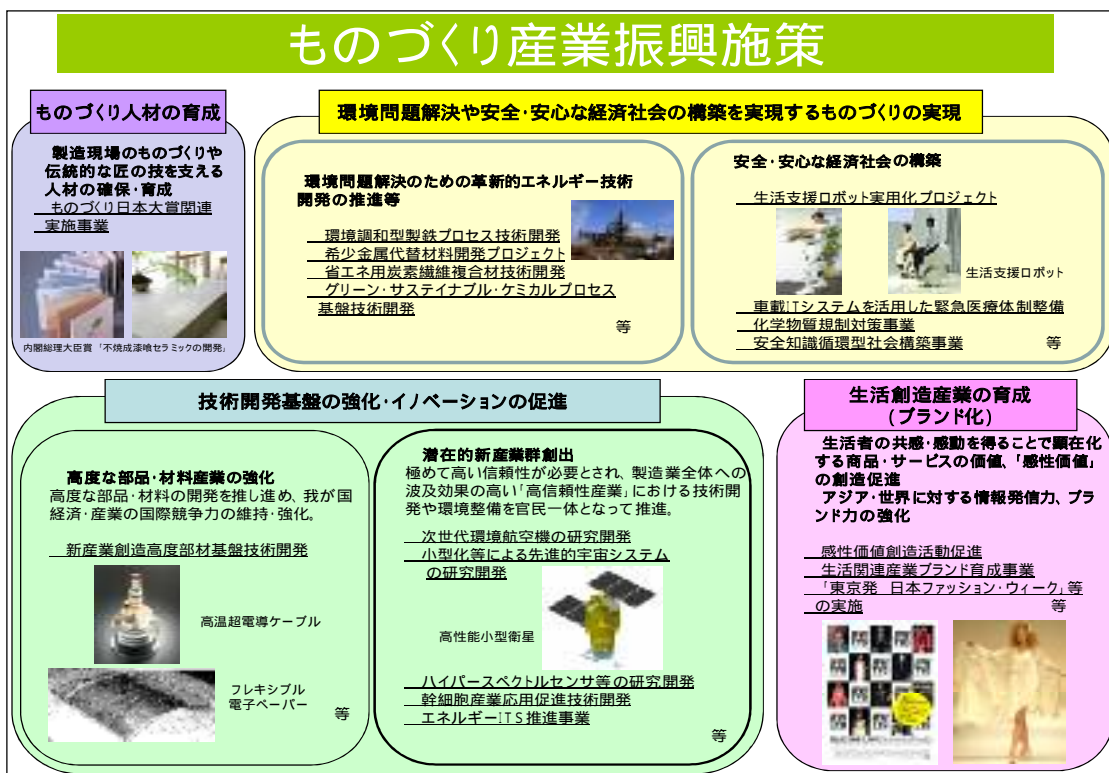 ものづくり産業振興施策
ものづくり人材の育成
製造現場のものづくりや
伝統的な匠の技を支える
人材の確保・育成
ものづくり日本大賞関連
実施事業
内閣総理大臣賞 「不焼成漆喰セラミックの開発」
環境問題解決や安全・安心な経済社会の構築を実現するものづくりの実現
環境問題解決のための革新的エネルギー技術
開発の推進等
環境調和型製鉄プロセス技術開発
希少金属代替材料開発プロジェクト
省エネ用炭素繊維複合材技術開発
グリーン・サステイナブル・ケミカルプロセス
基盤技術開発
等
安全・安心な経済社会の構築
生活支援ロボット実用化プロジェクト
生活支援ロボット
車載ITシステムを活用した緊急医療体制整備
化学物質規制対策事業
安全知識循環型社会構築事業 等
技術開発基盤の強化・イノベーションの促進
高度な部品・材料産業の強化
高度な部品・材料の開発を推し進め、我が国
経済・産業の国際競争力の維持・強化。
新産業創造高度部材基盤技術開発
高温超電導ケーブル
フレキシブル
電子ペーパー
等
潜在的新産業群創出
極めて高い信頼性が必要とされ、製造業全体への
波及効果の高い「高信頼性産業」における技術開
発や環境整備を官民一体となって推進。
次世代環境航空機の研究開発
小型化等による先進的宇宙システム
の研究開発
高性能小型衛星
ハイパースペクトルセンサ等の研究開発
幹細胞産業応用促進技術開発
エネルギーITS推進事業
等
生活創造産業の育成
(ブランド化)
生活者の共感・感動を得ることで顕在化
する商品・サービスの価値、「感性価値」
の創造促進
アジア・世界に対する情報発信力、ブラ
ンド力の強化
感性価値創造活動促進
生活関連産業ブランド育成事業
「東京発 日本ファッション・ウィーク」等
の実施 等